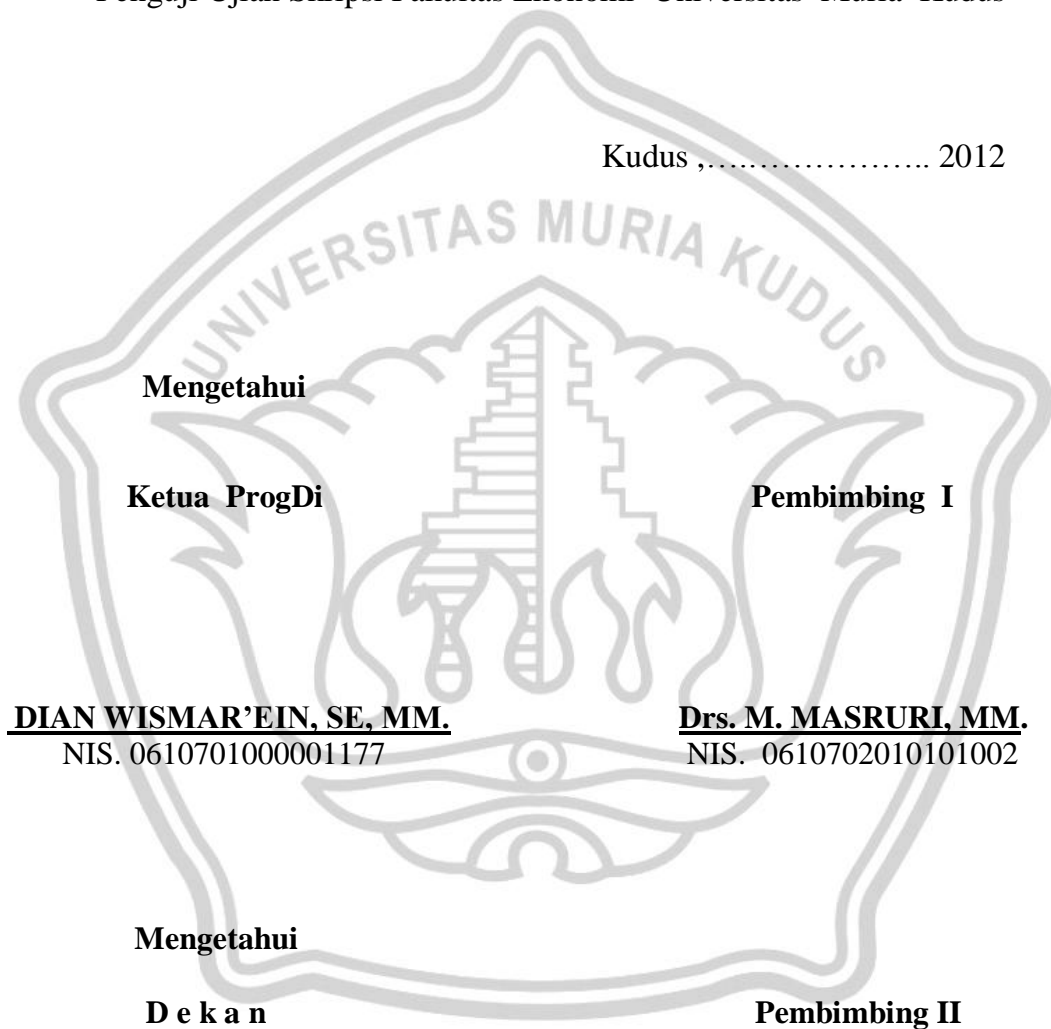 Penguji Ujian Skripsi Fakultas Ekonomi Universitas Muria Kudus
Kudus ,…………………. 2012
UNIVERSITAS MURIA KUDUS
Mengetahui
Ketua ProgDi Pembimbing I
DIAN WISMAR’EIN, SE, MM. Drs. M. MASRURI, MM.
NIS. 0610701000001177 NIS. 0610702010101002
Mengetahui
D e k a n Pembimbing II